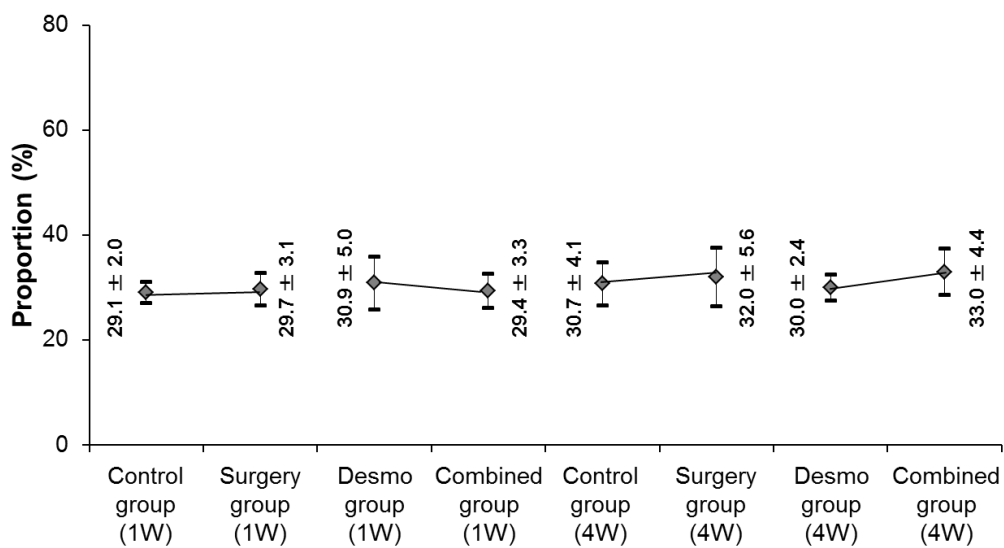 80
60
40
20
0
Proportion (%)
29.1 ± 2.0
29.7 ± 3.1
30.9 ± 5.0
29.4 ± 3.3
30.7 ± 4.1
32.0 ± 5.6
30.0 ± 2.4
33.0 ± 4.4
Control
group
(1W)
Surgery
group
(1W)
Desmo
group
(1W)
Combined
group
(1W)
Control
group
(4W)
Surgery
group
(4W)
Desmo
group
(4W)
Combined
group
(4W)